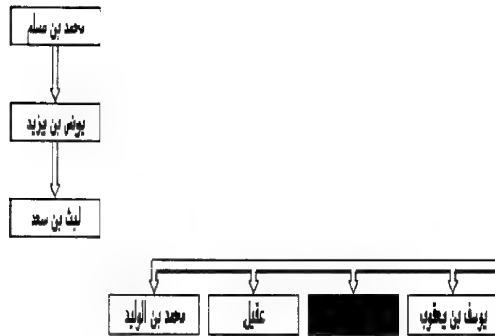 محمد بن مسلم
يونس بن يزيد
ليث بن سعد
يوسف بن يعقوب
عقيل
محمد بن الوليد